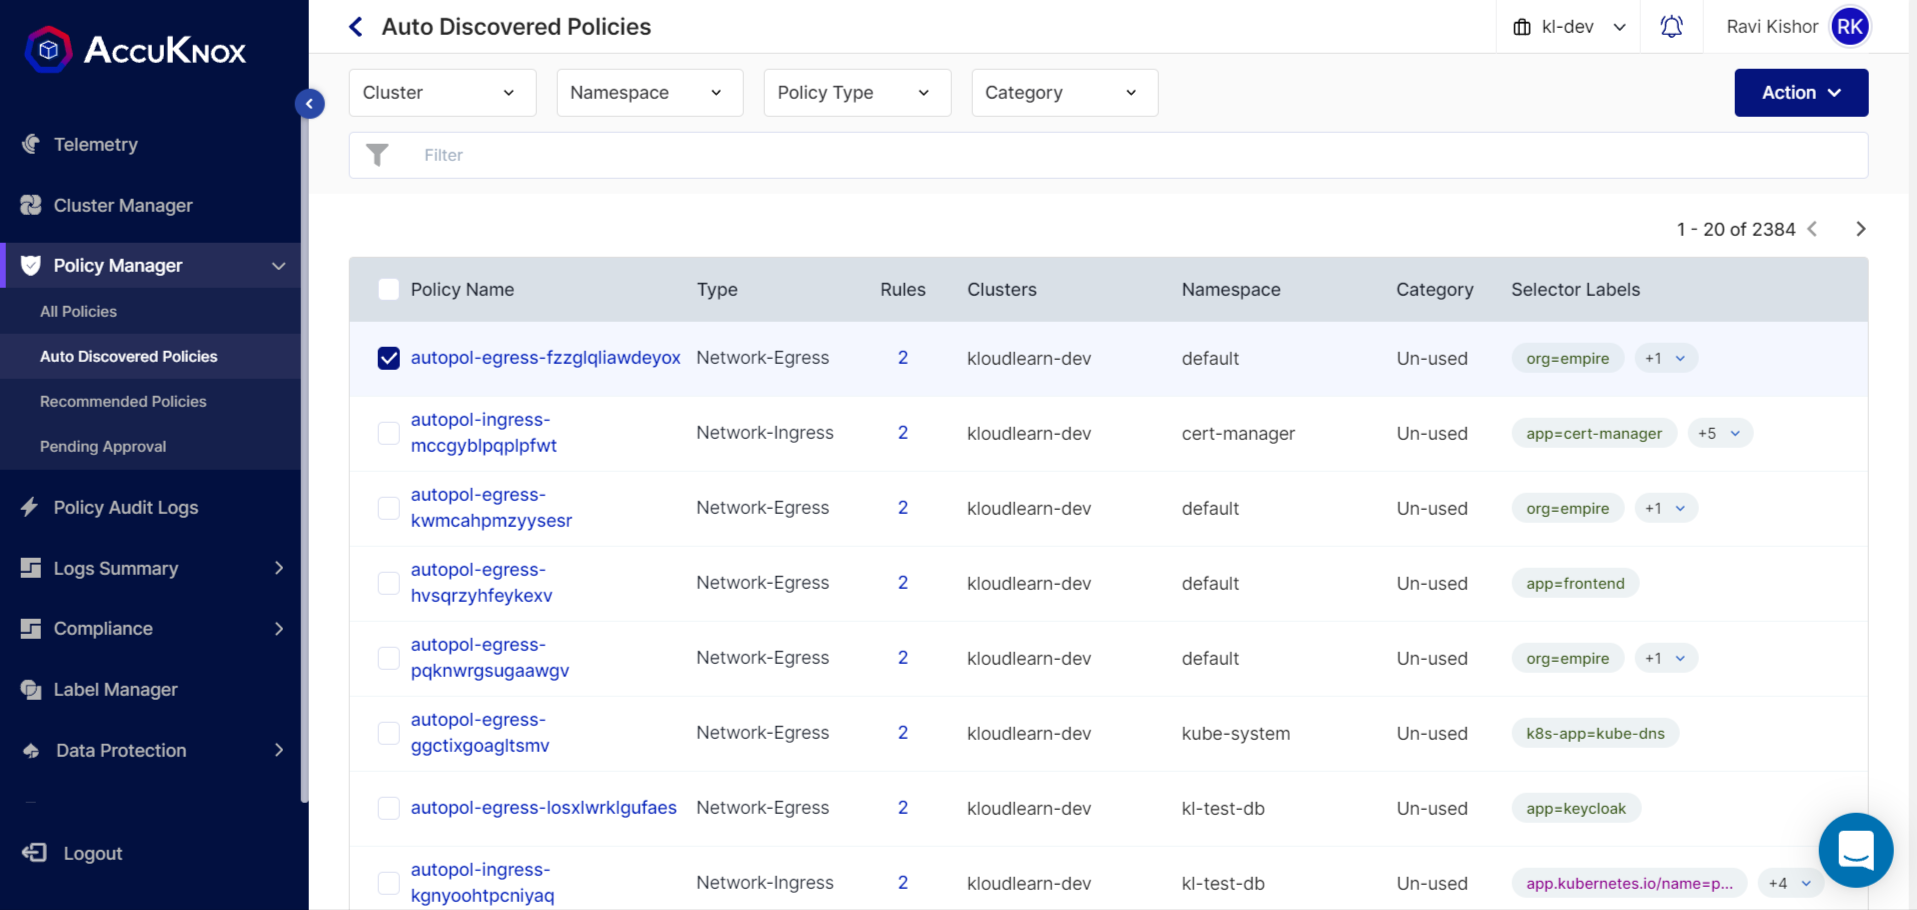 ACCUKNOX
Telemetry
Cluster Manager
Policy Manager
All Policies
Auto Discovered Policies
Recommended Policies
Pending Approval
Policy Audit Logs
Logs Summary
Compliance
Label Manager
Data Protection
Logout
Auto Discovered Policies
kl-dev
Ravi Kishor RK
Cluster Namespace Policy Type Category Action
Filter
1 - 20 of 2384
Policy Name Type Rules Clusters Namespace Category Selector Labels
autopol-egress-fzzglqliawdeyox Network-Egress 2 kloudlearn-dev default Un-used org=empire +1
autopol-ingress-
mccgyblpqplpfwt Network-Ingress 2 kloudlearn-dev cert-manager Un-used app=cert-manager +5
autopol-egress-
kwmcahpmzyysesr Network-Egress 2 kloudlearn-dev default Un-used org=empire +1
autopol-egress-
hvsqrzyhfeykexv Network-Egress 2 kloudlearn-dev default Un-used app=frontend
autopol-egress-
pqknwrgsugaawgv Network-Egress 2 kloudlearn-dev default Un-used org=empire +1
autopol-egress-
ggctixgoagltsmv Network-Egress 2 kloudlearn-dev kube-system Un-used k8s-app=kube-dns
autopol-egress-losxlwrklgufaes Network-Egress 2 kloudlearn-dev kl-test-db Un-used app=keycloak
autopol-ingress-
kgnyoohtpcniyaq Network-Ingress 2 kloudlearn-dev kl-test-db Un-used app.kubernetes.io/name=p... +4